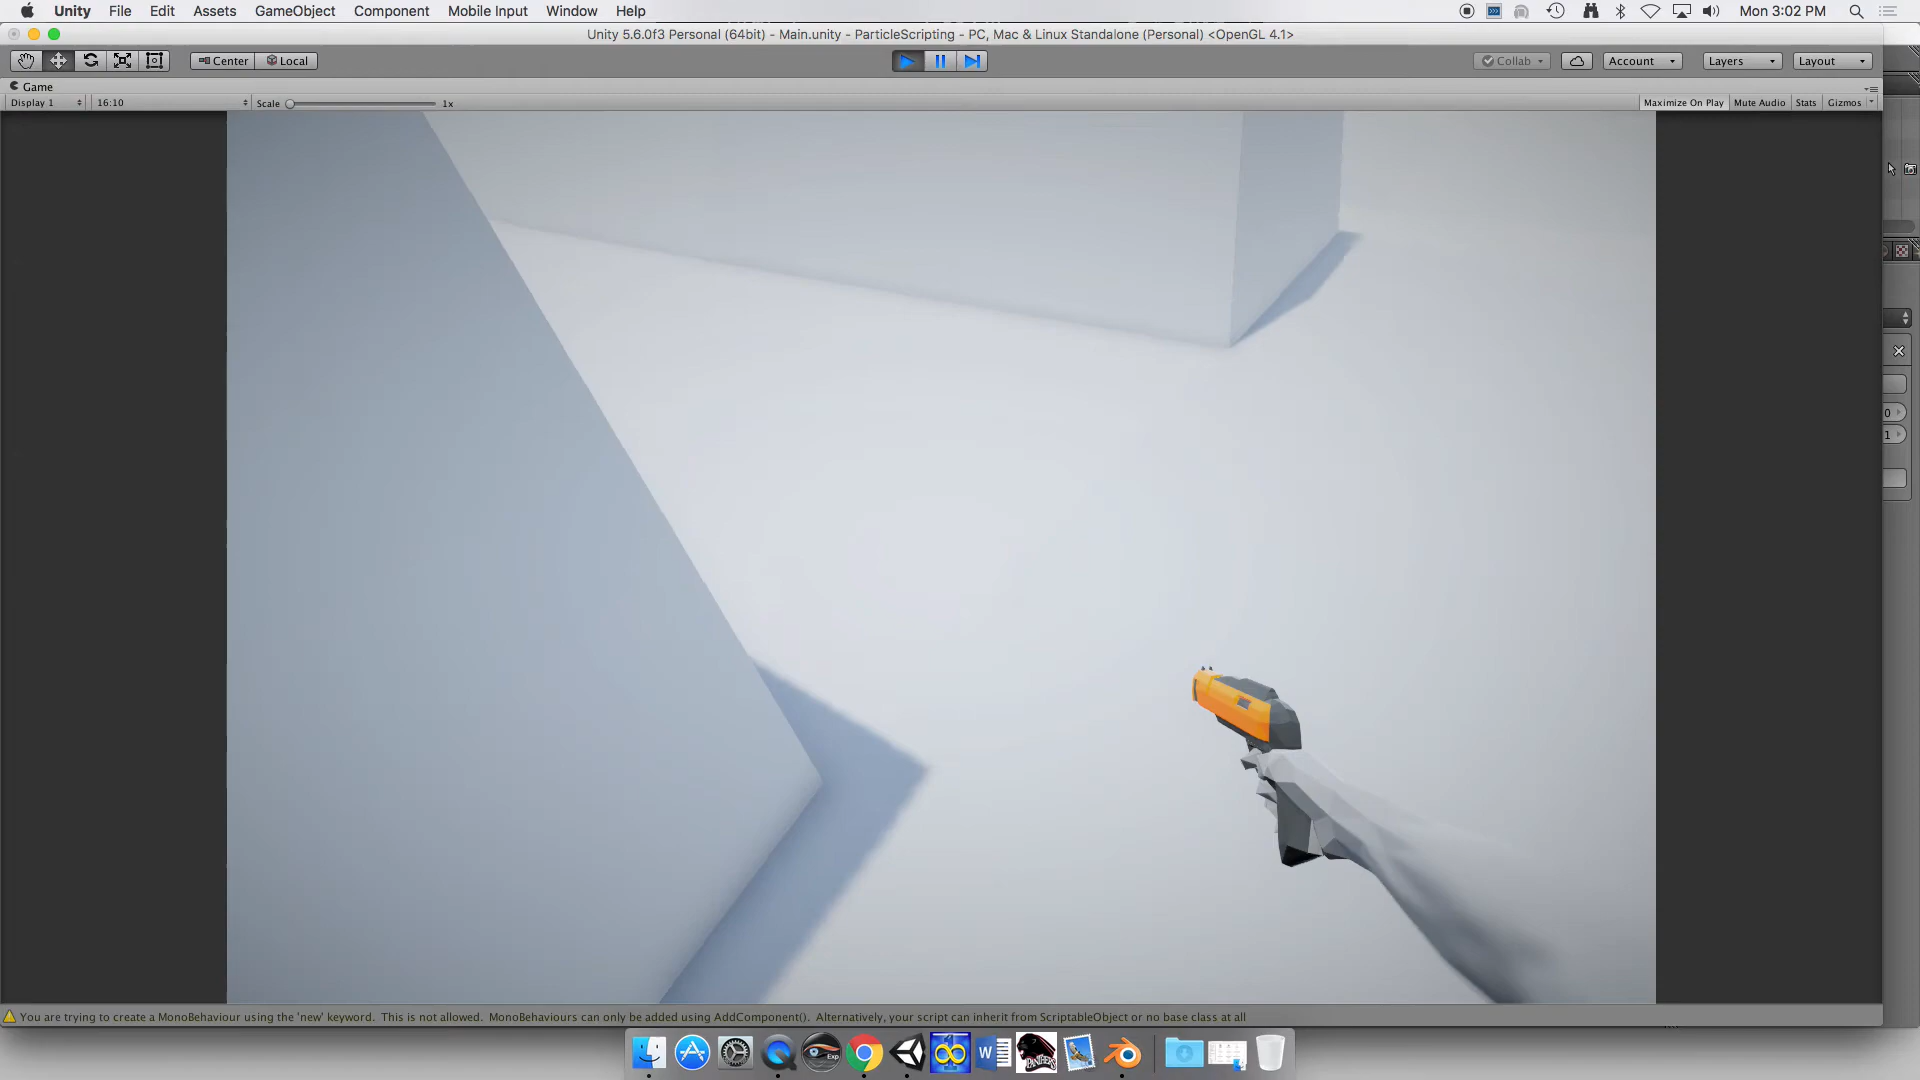 Unity File Edit Assets GameObject Component Mobile Input Window Help Mon 3:02 PM
Unity 5.6.0f3 Personal (64bit) - Main.unity - ParticleScripting - PC, Mac & Linux Standalone (Personal) <OpenGL 4.1>
Center Local Collab Account Layers Layout
Game
Display 1 16:10 Scale 1x Maximize On Play Mute Audio Stats Gizmos
0
1
You are trying to create a MonoBehaviour using the 'new' keyword. This is not allowed. MonoBehaviours can only be added using AddComponent(). Alternatively, your script can inherit from ScriptableObject or no base class at all
Exp
W
PANTHERS